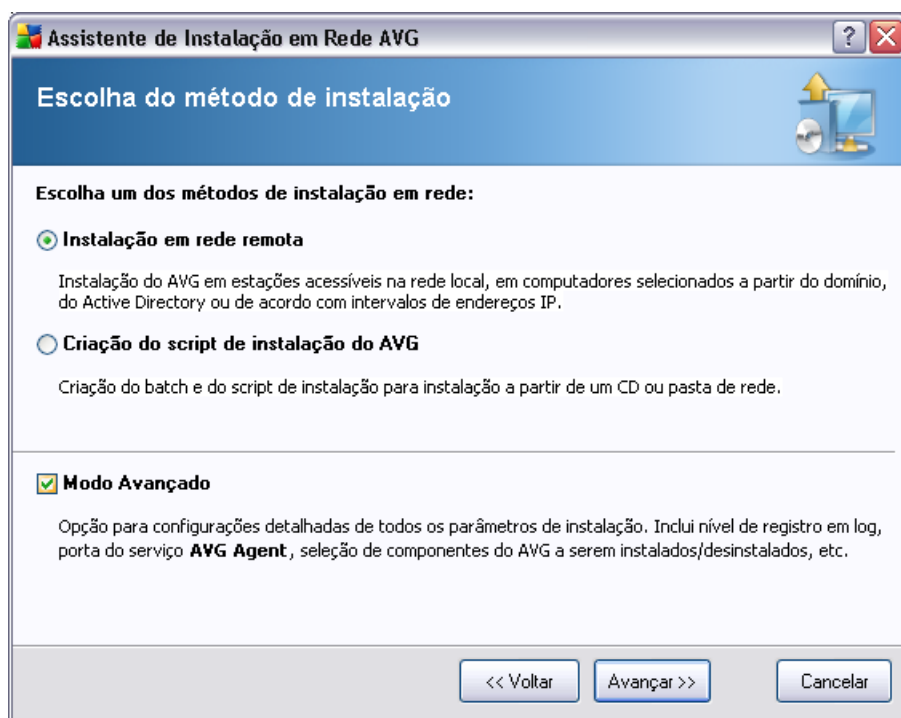 Assistente de Instalação em Rede AVG
Escolha do método de instalação
Escolha um dos métodos de instalação em rede:
Instalação em rede remota
Instalação do AVG em estações acessíveis na rede local, em computadores selecionados a partir do domínio,
do Active Directory ou de acordo com intervalos de endereços IP.
Criação do script de instalação do AVG
Criação do batch e do script de instalação para instalação a partir de um CD ou pasta de rede.
Modo Avançado
Opção para configurações detalhadas de todos os parâmetros de instalação. Inclui nível de registro em log,
porta do serviço AVG Agent, seleção de componentes do AVG a serem instalados/desinstalados, etc.
<< Voltar
Avançar >>
Cancelar